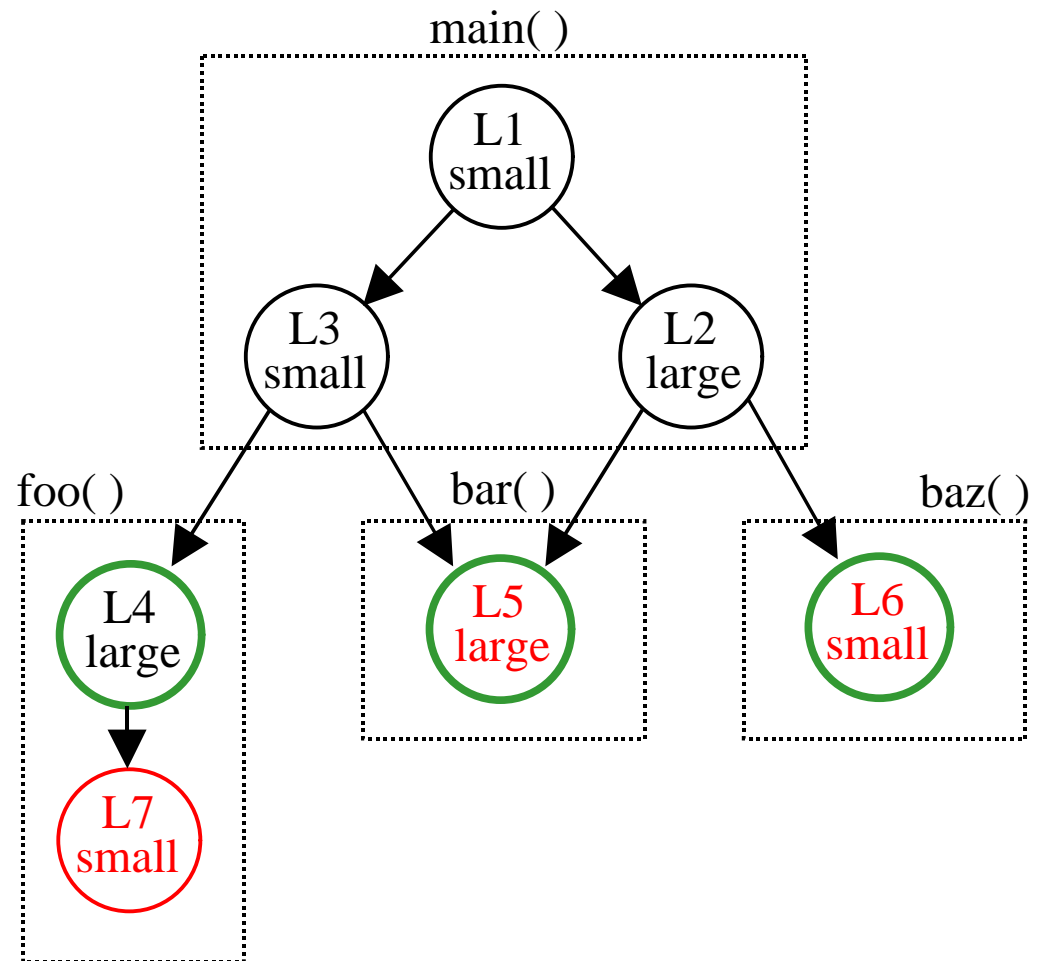 main( )
L1
small
L3
small
L2
large
foo( )
bar( )
baz( )
L4
large
L5
large
L6
small
L7
small